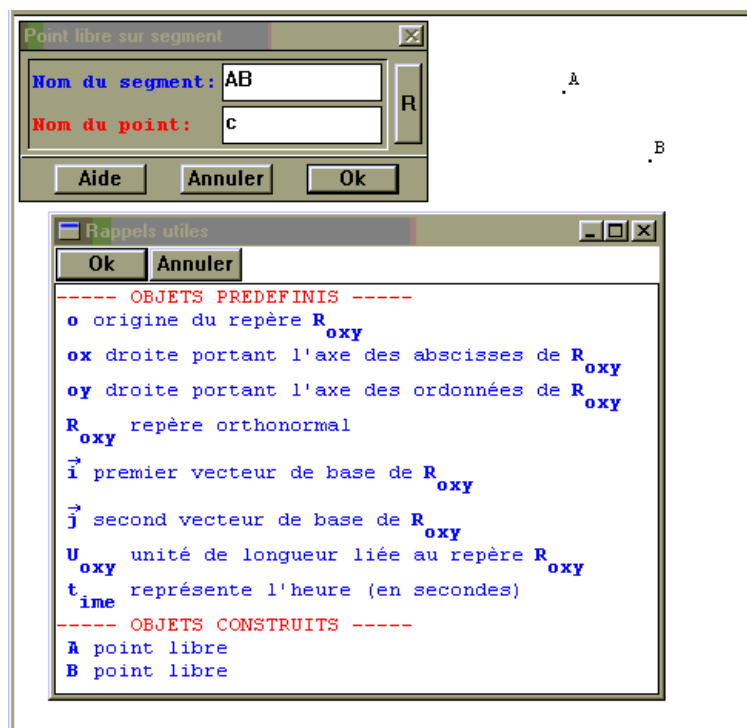 Point libre sur segment
Nom du segment: AB
Nom du point: c
R
Aide Annuler Ok
A
B
Rappels utiles
Ok Annuler
----- OBJETS PREDEFINIS -----
o origine du repère Roxy
ox droite portant l'axe des abscisses de Roxy
oy droite portant l'axe des ordonnées de Roxy
Roxy repère orthonormal
i⃗ premier vecteur de base de Roxy
j⃗ second vecteur de base de Roxy
Uoxy unité de longueur liée au repère Roxy
time représente l'heure (en secondes)
----- OBJETS CONSTRUITS -----
A point libre
B point libre